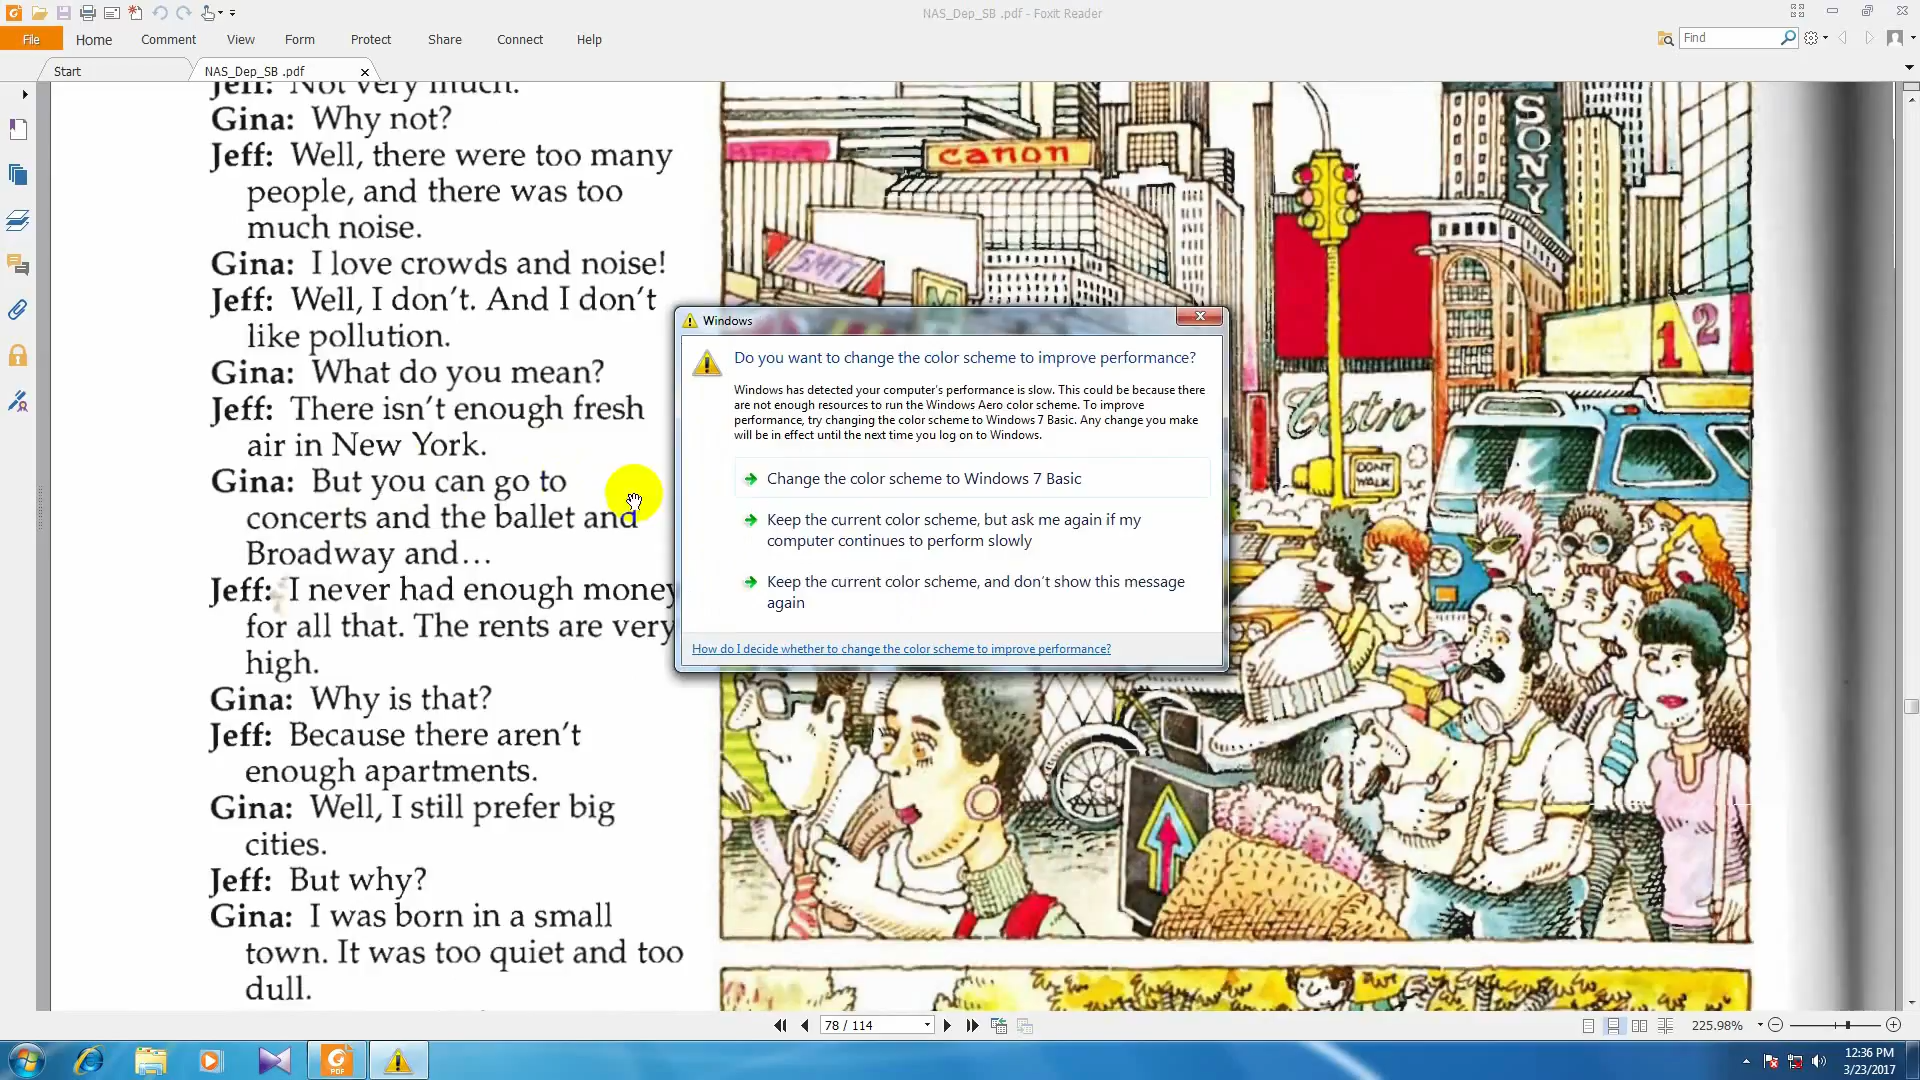 NAS_Dep_SB .pdf - Foxit Reader
File Home Comment View Form Protect Share Connect Help
Find
Start
NAS_Dep_SB .pdf
Jeff: Not very much.
Gina: Why not?
Jeff: Well, there were too many
people, and there was too
much noise.
Gina: I love crowds and noise!
Jeff: Well, I don't. And I don't
like pollution.
Gina: What do you mean?
Jeff: There isn't enough fresh
air in New York.
Gina: But you can go to
concerts and the ballet and
Broadway and…
Jeff: I never had enough money
for all that. The rents are very
high.
Gina: Why is that?
Jeff: Because there aren't
enough apartments.
Gina: Well, I still prefer big
cities.
Jeff: But why?
Gina: I was born in a small
town. It was too quiet and too
dull.
canon
SONY
SMIT
M
1 2
Castro
DONT
WALK
Windows
Do you want to change the color scheme to improve performance?
Windows has detected your computer's performance is slow. This could be because there
are not enough resources to run the Windows Aero color scheme. To improve
performance, try changing the color scheme to Windows 7 Basic. Any change you make
will be in effect until the next time you log on to Windows.
Change the color scheme to Windows 7 Basic
Keep the current color scheme, but ask me again if my
computer continues to perform slowly
Keep the current color scheme, and don't show this message
again
How do I decide whether to change the color scheme to improve performance?
78 / 114
225.98%
PDF
12:36 PM
3/23/2017